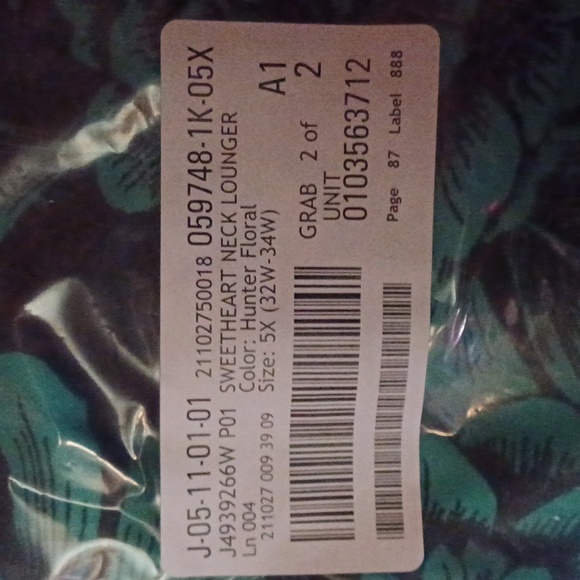 J-05-11-01-01 21102750018 059748-1K-05X
J4939266W P01 SWEETHEART NECK LOUNGER
Ln 004 Color: Hunter Floral A1
211027 009 39 09 Size: 5X (32W-34W)
GRAB 2 of 2
UNIT
0103563712
Page 87 Label 888